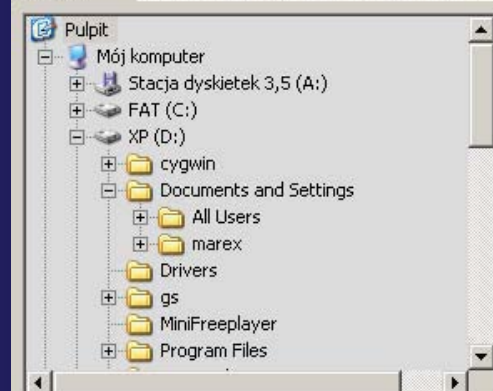 Pulpit
Mój komputer
Stacja dyskietek 3,5 (A:)
FAT (C:)
XP (D:)
cygwin
Documents and Settings
All Users
marex
Drivers
gs
MiniFreeplayer
Program Files